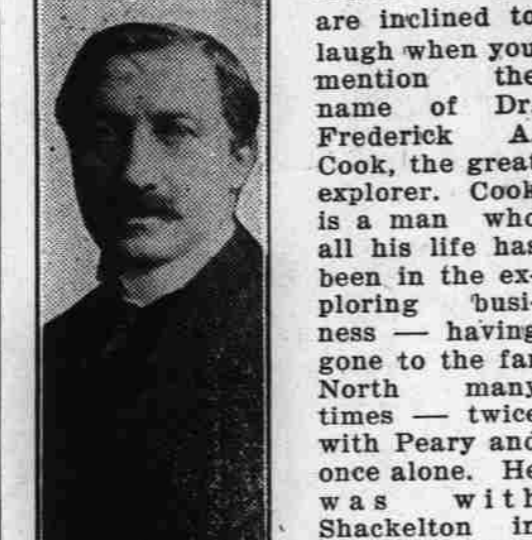 are inclined to
laugh when you
mention the
name of Dr
Frederick A
Cook, the great
explorer. Cook
is a man who
all his life has
been in the ex-
ploring busi-
ness — having
gone to the far
North many
times — twice
with Peary and
once alone. He
was with
Shackelton in